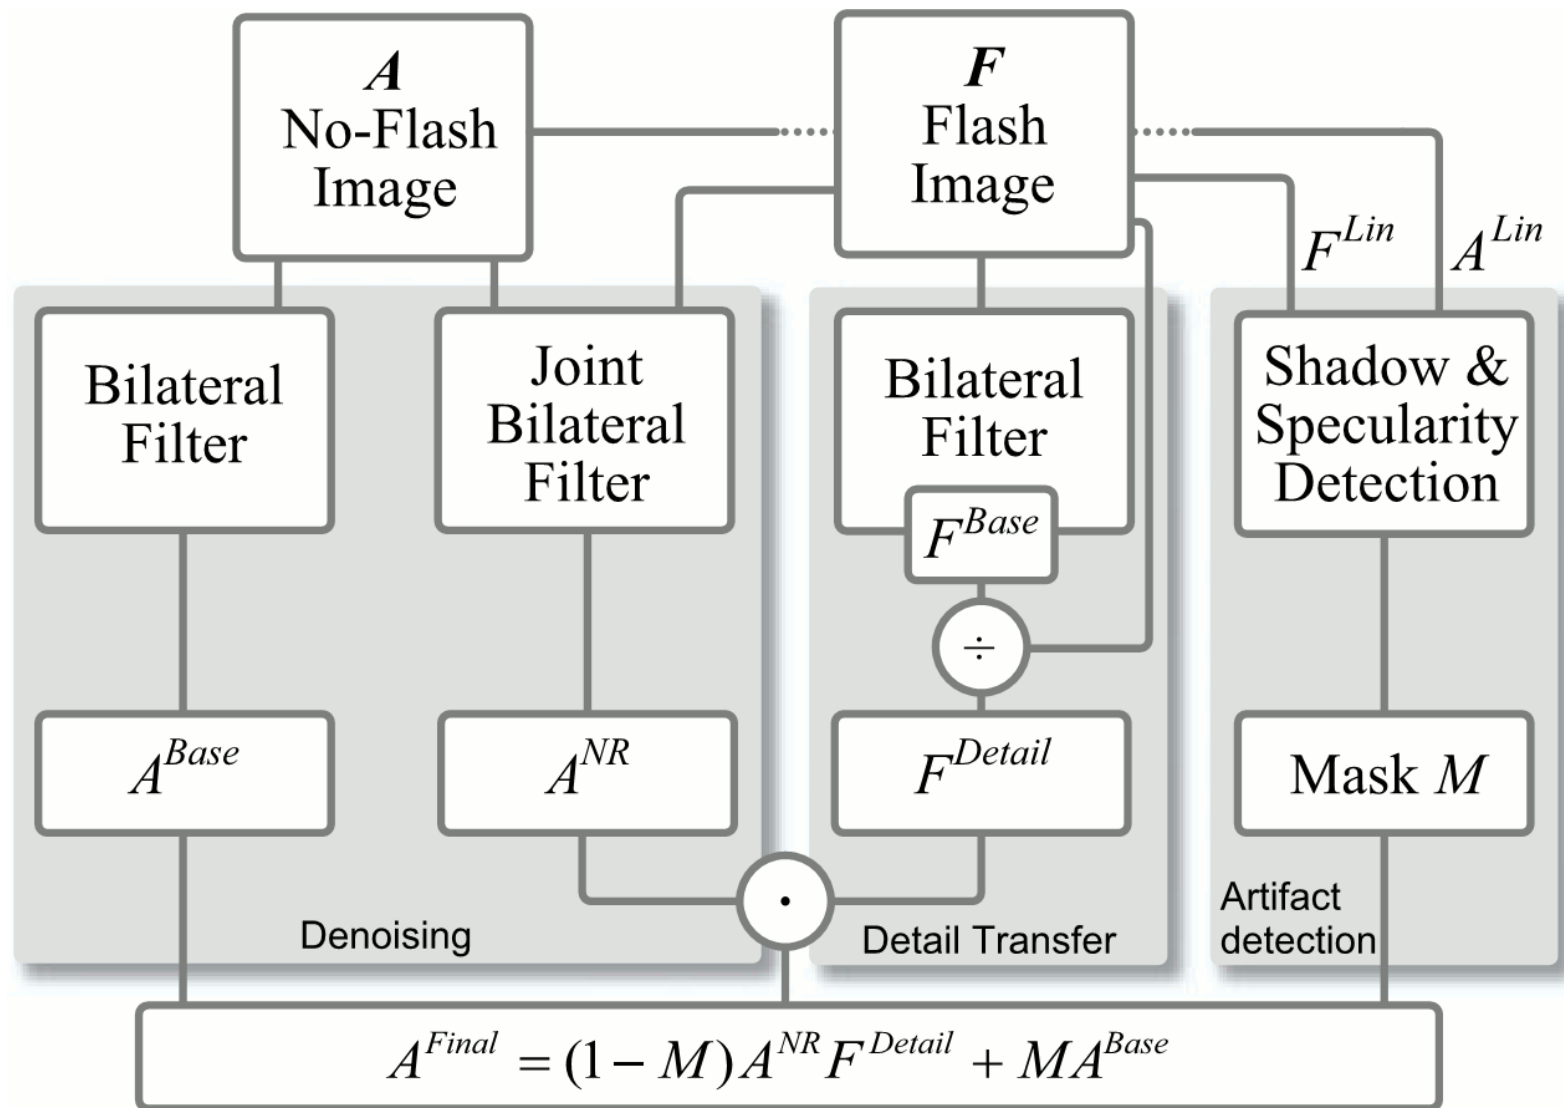 A
No-Flash
Image
F
Flash
Image
F^{Lin}
A^{Lin}
Bilateral
Filter
Joint
Bilateral
Filter
Bilateral
Filter
F^{Base}
÷
Shadow &
Specularity
Detection
A^{Base}
A^{NR}
F^{Detail}
Mask M
·
Denoising
Detail Transfer
Artifact
detection
A^{Final} = (1 − M) A^{NR} F^{Detail} + MA^{Base}